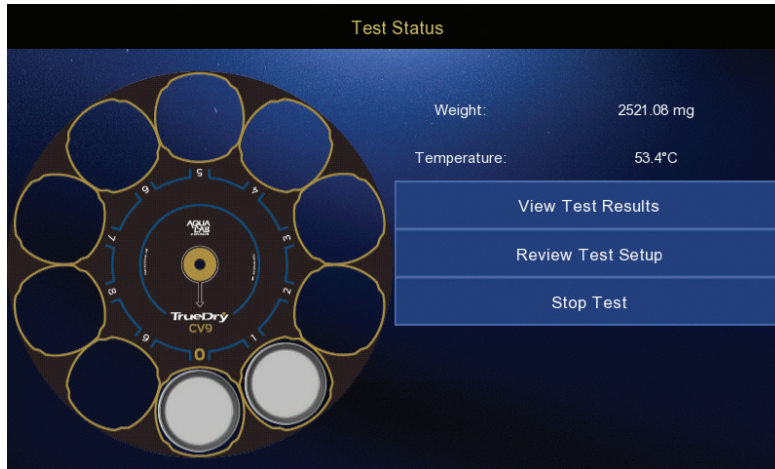 Test Status
Weight: 2521.08 mg
Temperature: 53.4°C
View Test Results
Review Test Setup
Stop Test
5
4
3
2
1
0
9
8
7
6
AQUA
LAB
TrueDry
CV9